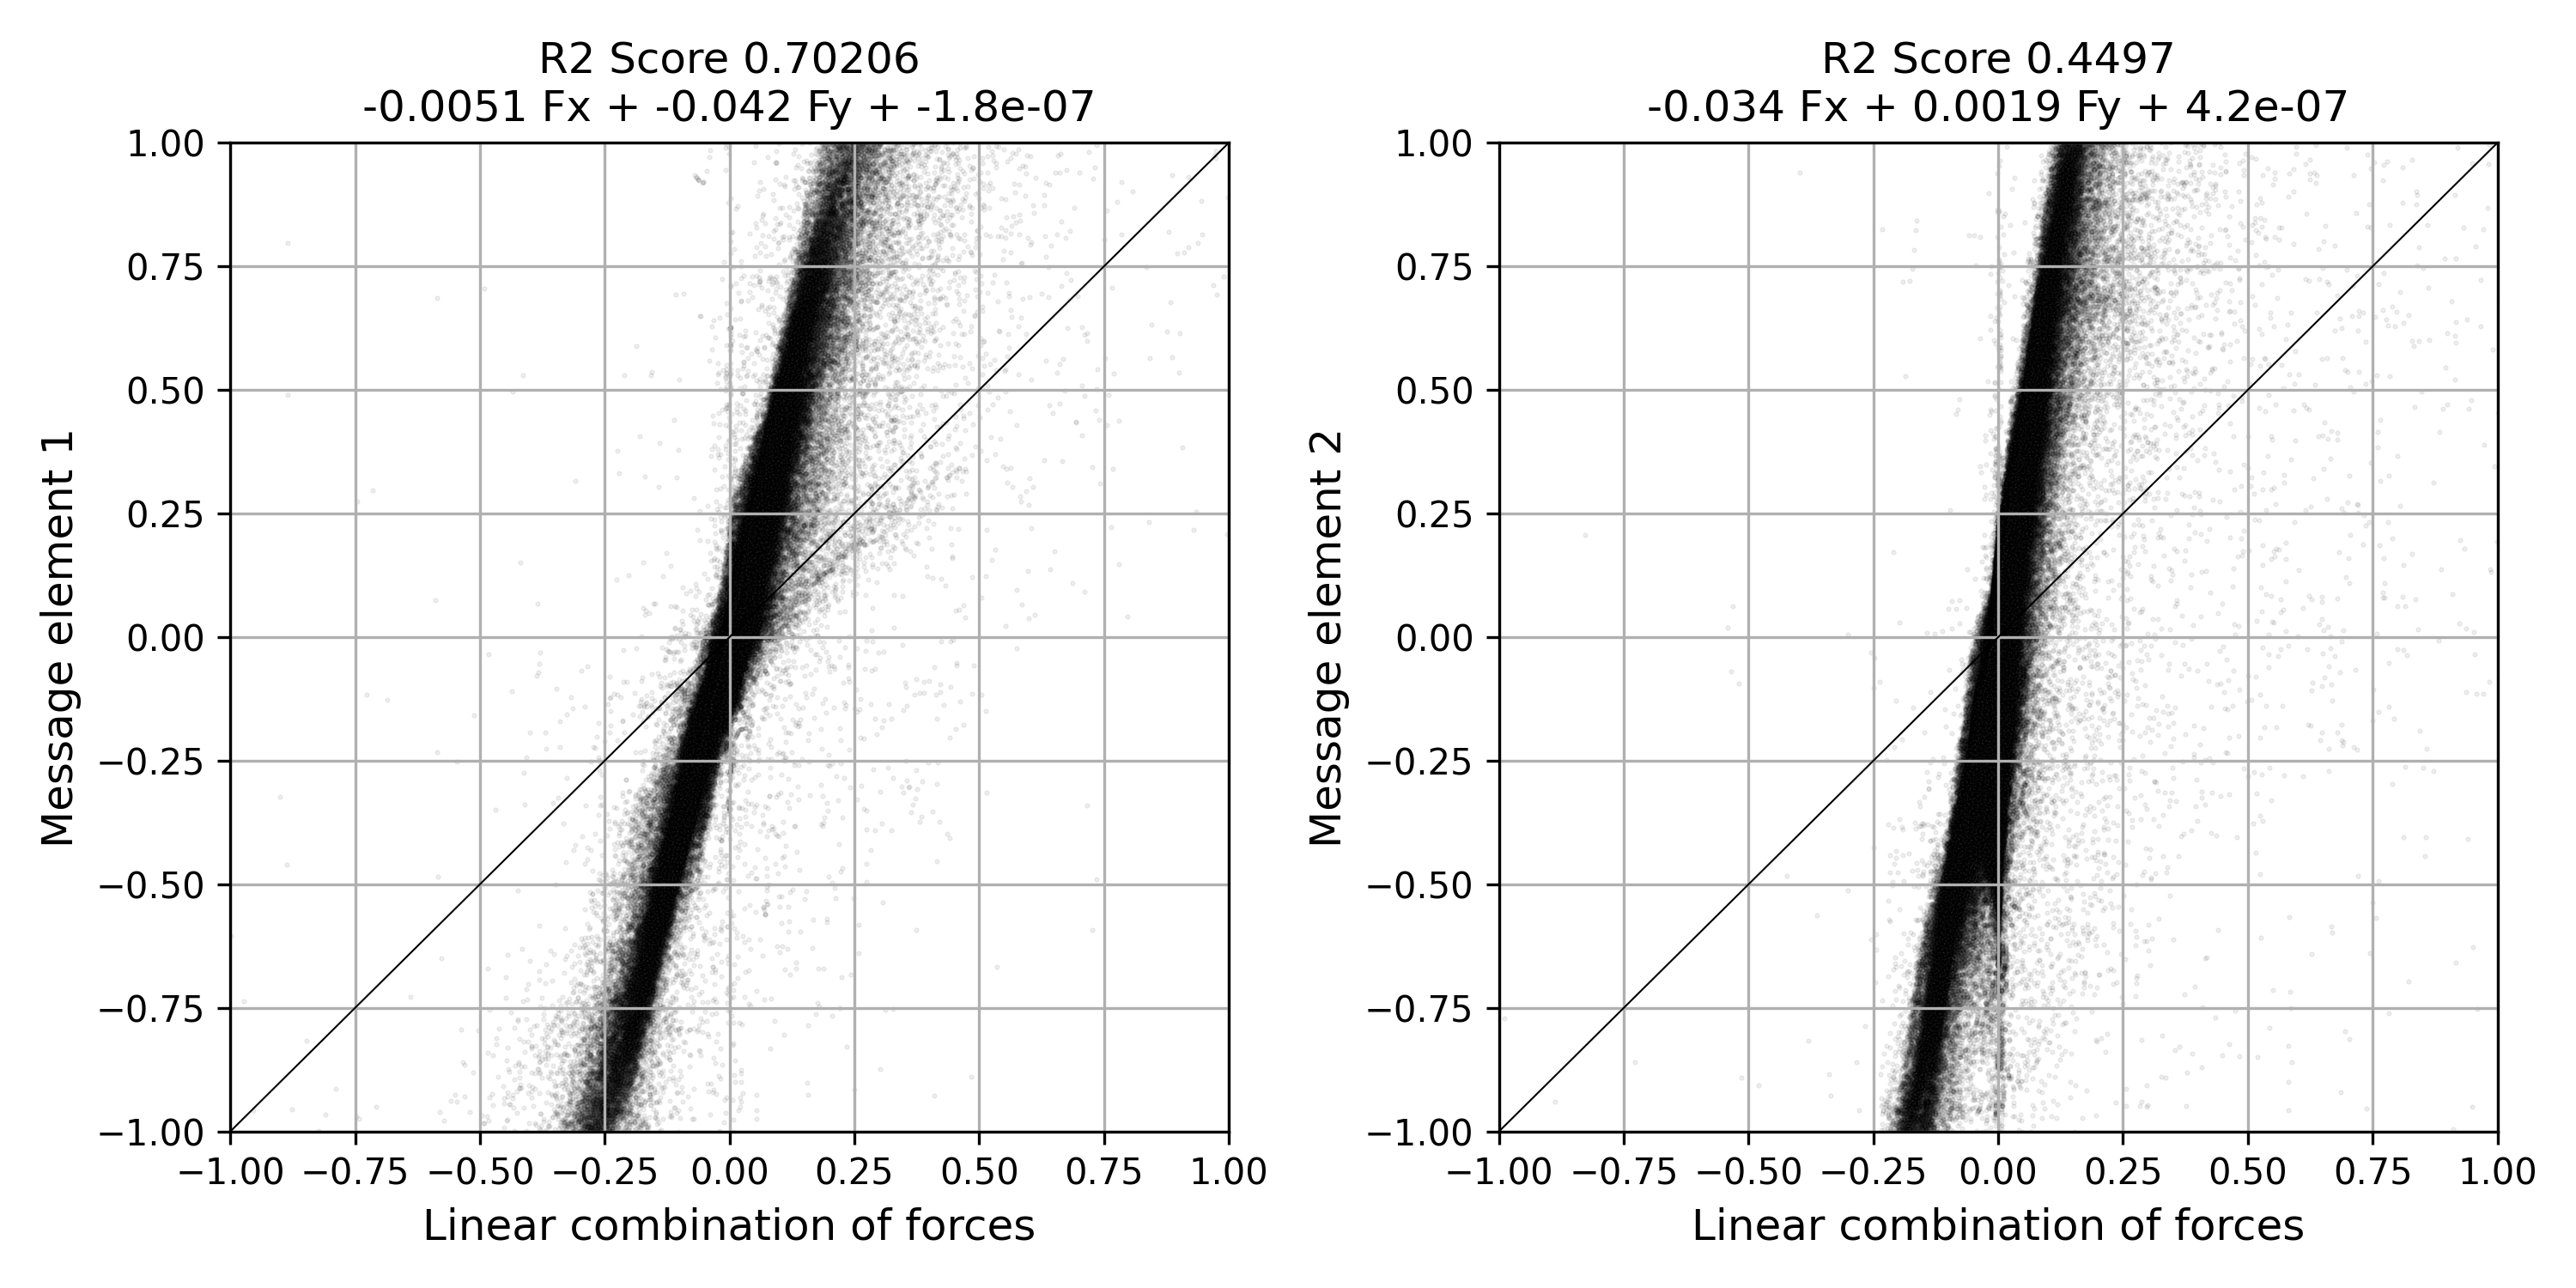 R2 Score 0.70206
-0.0051 Fx + -0.042 Fy + -1.8e-07
1.00
0.75
0.50
0.25
0.00
−0.25
−0.50
−0.75
−1.00
Message element 1
−1.00 −0.75 −0.50 −0.25 0.00 0.25 0.50 0.75 1.00
Linear combination of forces
R2 Score 0.4497
-0.034 Fx + 0.0019 Fy + 4.2e-07
1.00
0.75
0.50
0.25
0.00
−0.25
−0.50
−0.75
−1.00
Message element 2
−1.00 −0.75 −0.50 −0.25 0.00 0.25 0.50 0.75 1.00
Linear combination of forces